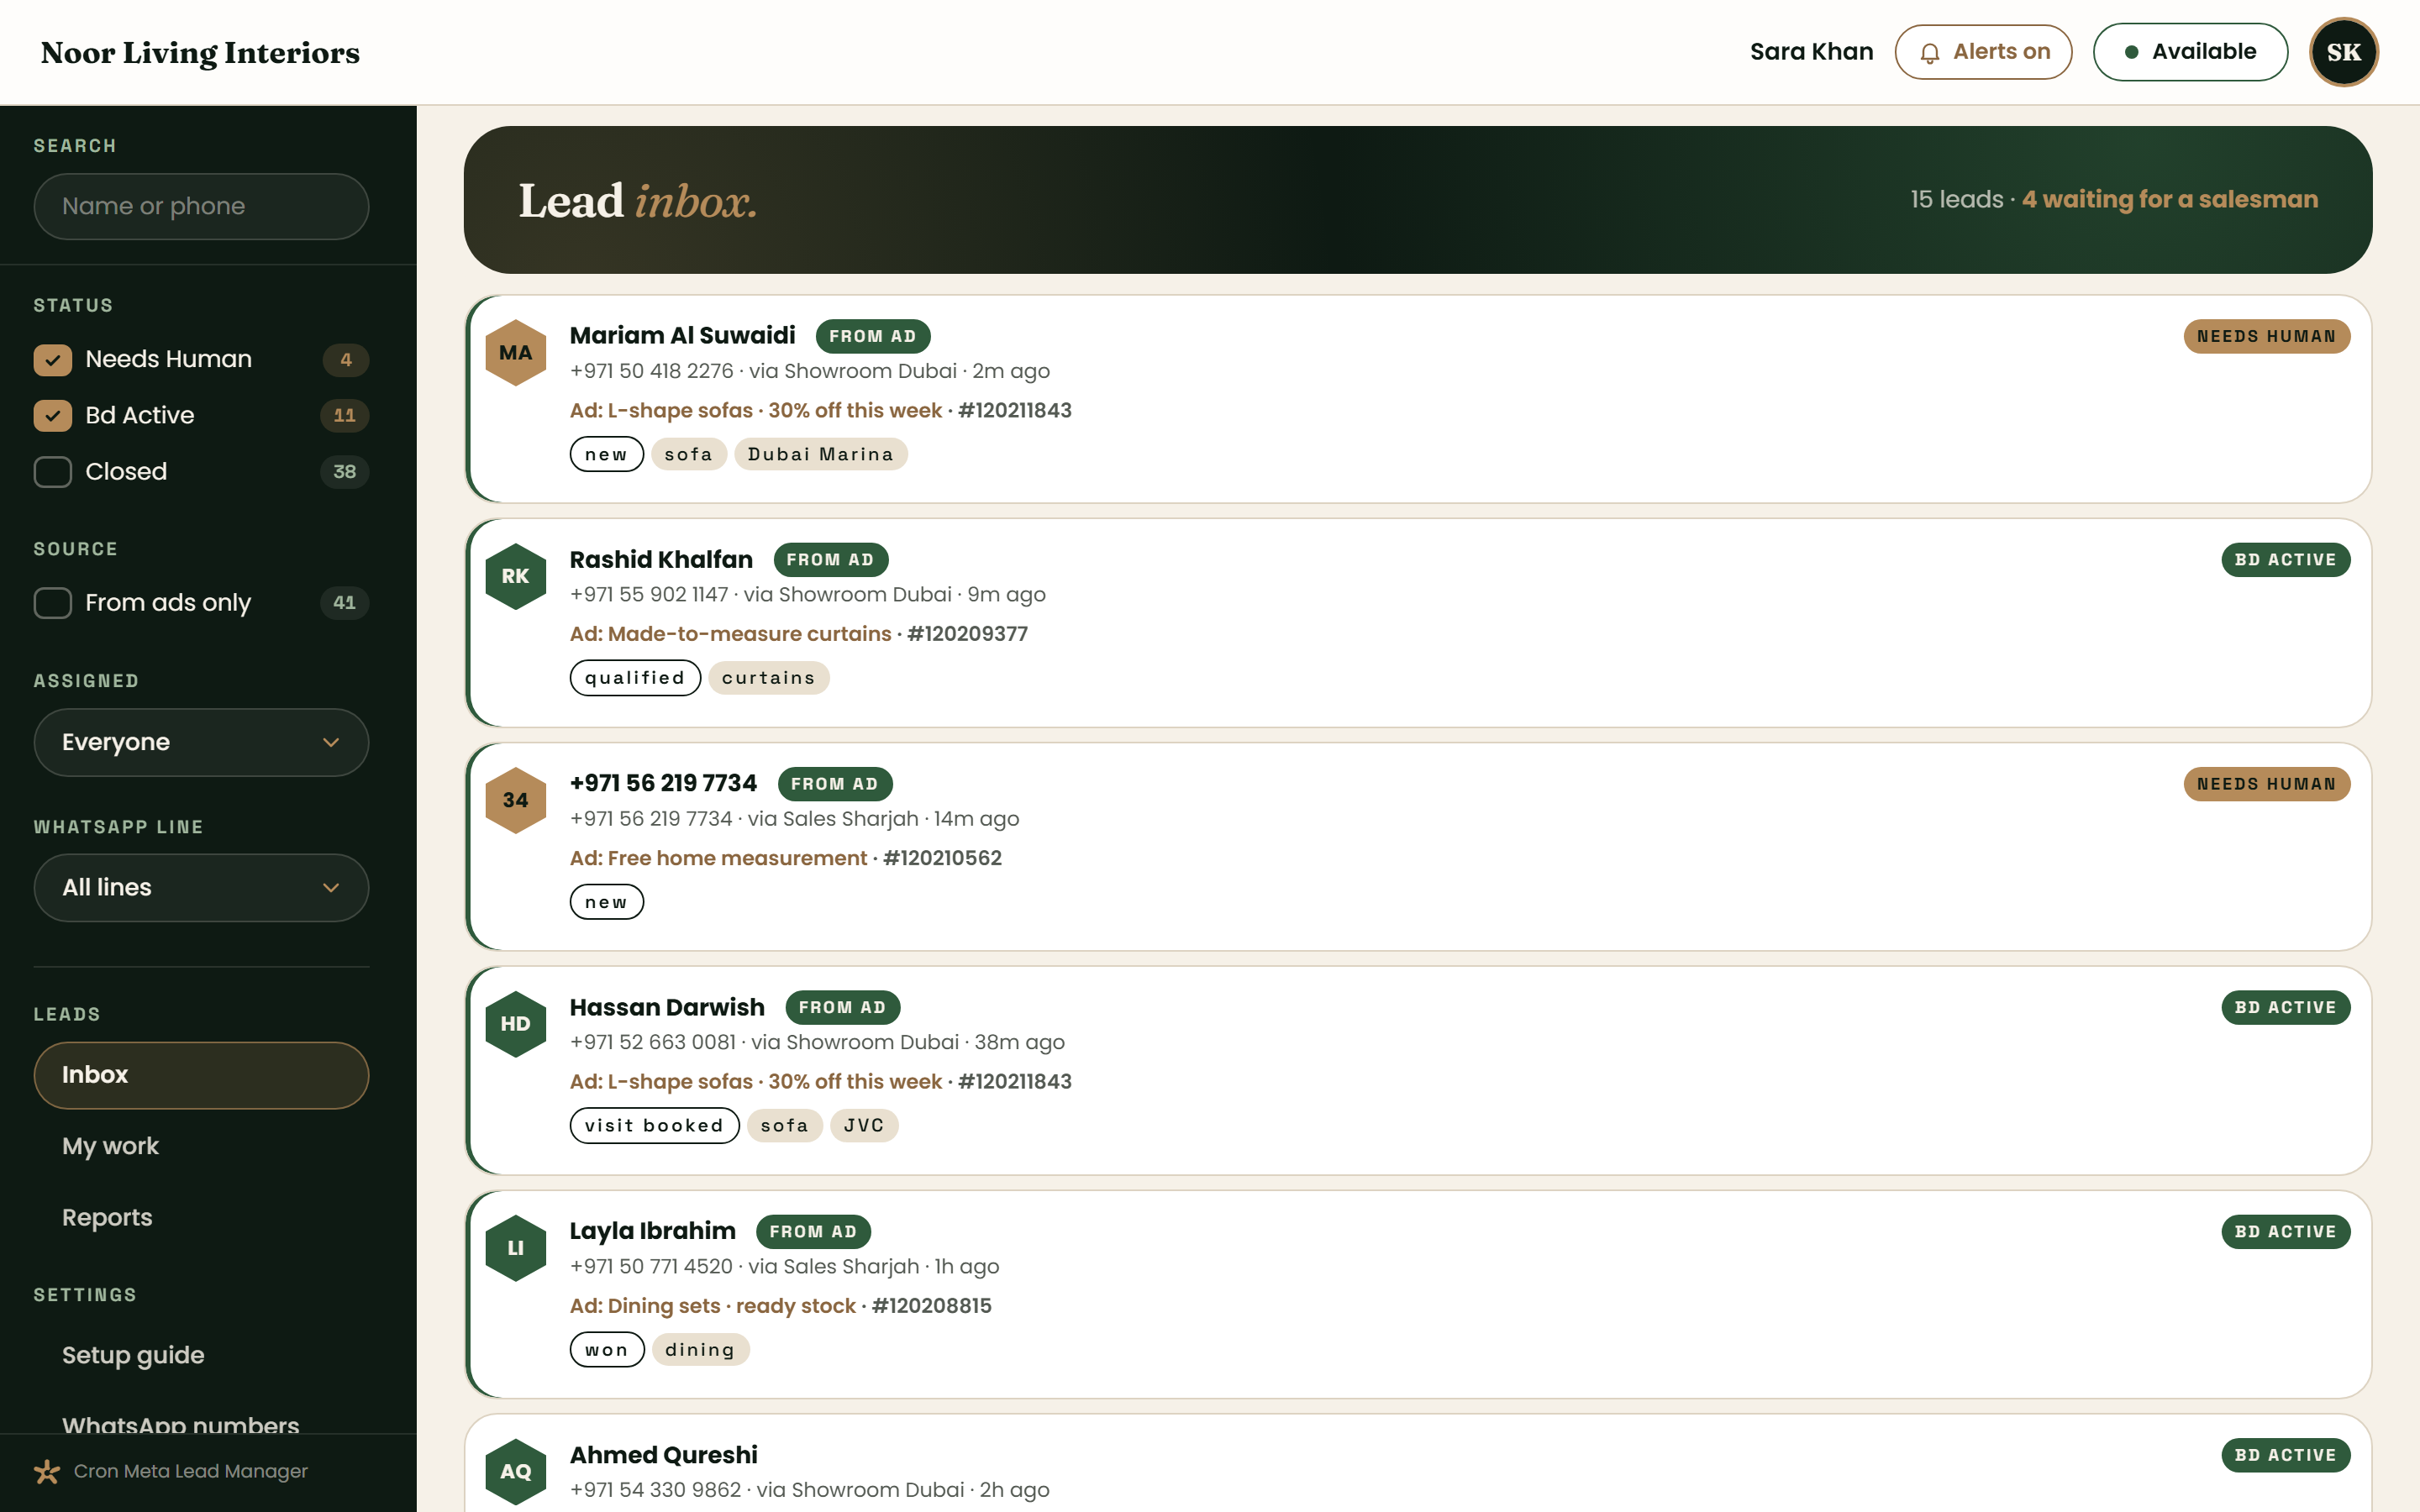 Noor Living Interiors
Sara Khan
Alerts on
Available
SK
SEARCH
Name or phone
STATUS
Needs Human 4
Bd Active 11
Closed 38
SOURCE
From ads only 41
ASSIGNED
Everyone
WHATSAPP LINE
All lines
LEADS
Inbox
My work
Reports
SETTINGS
Setup guide
WhatsApp numbers
Cron Meta Lead Manager
Lead inbox.
15 leads · 4 waiting for a salesman
MA
Mariam Al Suwaidi FROM AD
NEEDS HUMAN
+971 50 418 2276 · via Showroom Dubai · 2m ago
Ad: L-shape sofas · 30% off this week · #120211843
new sofa Dubai Marina
RK
Rashid Khalfan FROM AD
BD ACTIVE
+971 55 902 1147 · via Showroom Dubai · 9m ago
Ad: Made-to-measure curtains · #120209377
qualified curtains
34
+971 56 219 7734 FROM AD
NEEDS HUMAN
+971 56 219 7734 · via Sales Sharjah · 14m ago
Ad: Free home measurement · #120210562
new
HD
Hassan Darwish FROM AD
BD ACTIVE
+971 52 663 0081 · via Showroom Dubai · 38m ago
Ad: L-shape sofas · 30% off this week · #120211843
visit booked sofa JVC
LI
Layla Ibrahim FROM AD
BD ACTIVE
+971 50 771 4520 · via Sales Sharjah · 1h ago
Ad: Dining sets · ready stock · #120208815
won dining
AQ
Ahmed Qureshi
BD ACTIVE
+971 54 330 9862 · via Showroom Dubai · 2h ago